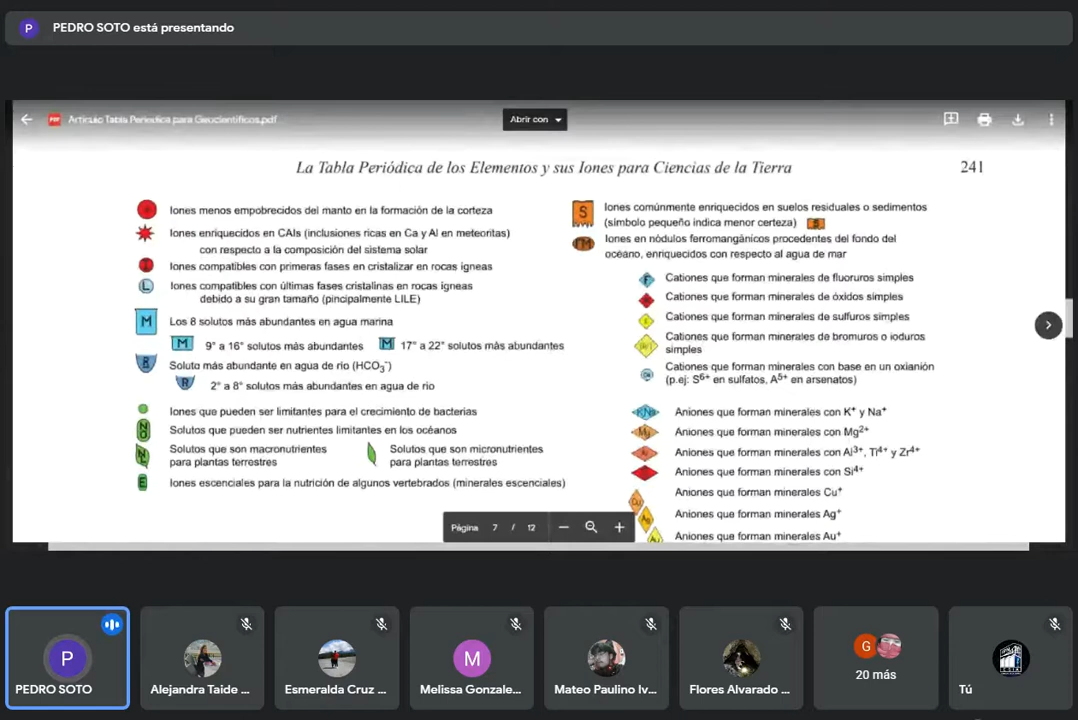 P PEDRO SOTO está presentando
Artículo Tabla Periodica para Geocientíficos.pdf
Abrir con
La Tabla Periódica de los Elementos y sus Iones para Ciencias de la Tierra
241
Iones menos empobrecidos del manto en la formación de la corteza
Iones enriquecidos en CAIs (inclusiones ricas en Ca y Al en meteoritas)
con respecto a la composición del sistema solar
Iones compatibles con primeras fases en cristalizar en rocas ígneas
L Iones compatibles con últimas fases cristalinas en rocas ígneas
debido a su gran tamaño (pincipalmente LILE)
M Los 8 solutos más abundantes en agua marina
M 9° a 16° solutos más abundantes M 17° a 22° solutos más abundantes
R Soluto más abundante en agua de río (HCO₃⁻)
R 2° a 8° solutos más abundantes en agua de río
Iones que pueden ser limitantes para el crecimiento de bacterias
NO Solutos que pueden ser nutrientes limitantes en los océanos
NL Solutos que son macronutrientes
para plantas terrestres
Solutos que son micronutrientes
para plantas terrestres
E Iones escenciales para la nutrición de algunos vertebrados (minerales escenciales)
S Iones comúnmente enriquecidos en suelos residuales o sedimentos
(símbolo pequeño indica menor certeza) S
FM Iones en nódulos ferromangánicos procedentes del fondo del
océano, enriquecidos con respecto al agua de mar
F Cationes que forman minerales de fluoruros simples
Cationes que forman minerales de óxidos simples
Cationes que forman minerales de sulfuros simples
Cationes que forman minerales de bromuros o ioduros
simples
Cationes que forman minerales con base en un oxianión
(p.ej: S⁶⁺ en sulfatos, A⁵⁺ en arsenatos)
KNa Aniones que forman minerales con K⁺ y Na⁺
Mg Aniones que forman minerales con Mg²⁺
Al Aniones que forman minerales con Al³⁺, Ti⁴⁺ y Zr⁴⁺
Aniones que forman minerales con Si⁴⁺
Cu Aniones que forman minerales Cu⁺
Ag Aniones que forman minerales Ag⁺
Au Aniones que forman minerales Au⁺
Página 7 / 12
P
PEDRO SOTO
Alejandra Taide ...
Esmeralda Cruz ...
M
Melissa Gonzale...
Mateo Paulino Iv...
Flores Alvarado ...
G
20 más
Tú